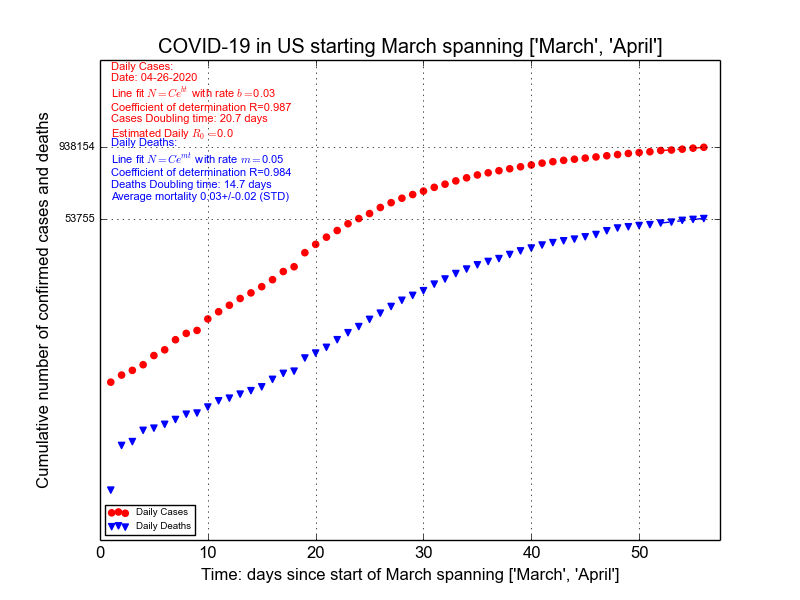 COVID-19 in US starting March spanning ['March', 'April']
Daily Cases:
Date: 04-26-2020
Line fit N = Ce^{bt} with rate b = 0.03
Coefficient of determination R=0.987
Cases Doubling time: 20.7 days
Estimated Daily R_0 = 0.0
Daily Deaths:
Line fit N = Ce^{mt} with rate m = 0.05
Coefficient of determination R=0.984
Deaths Doubling time: 14.7 days
Average mortality 0.03+/-0.02 (STD)
938154
53755
Cumulative number of confirmed cases and deaths
Daily Cases
Daily Deaths
0 10 20 30 40 50
Time: days since start of March spanning ['March', 'April']